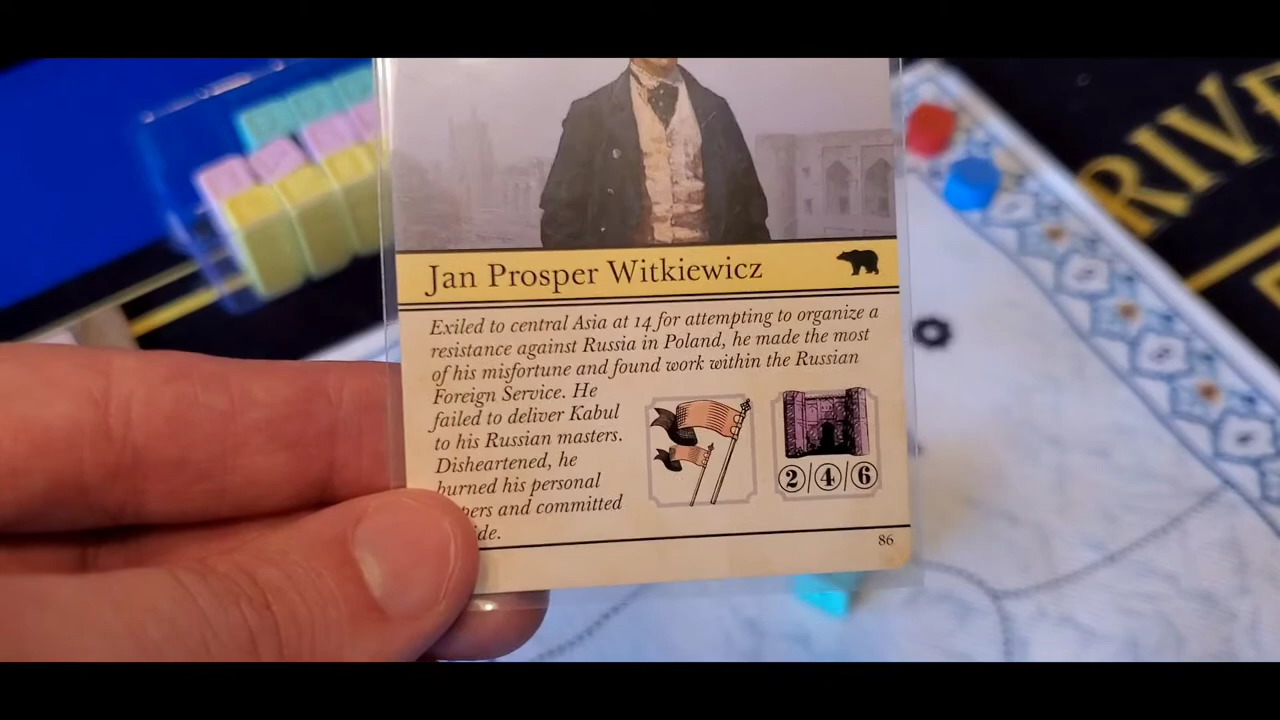 Jan Prosper Witkiewicz
Exiled to central Asia at 14 for attempting to organize a
resistance against Russia in Poland, he made the most
of his misfortune and found work within the Russian
Foreign Service. He
failed to deliver Kabul
to his Russian masters.
Disheartened, he
burned his personal
pers and committed
ide.
2/4/6
86
RIVE